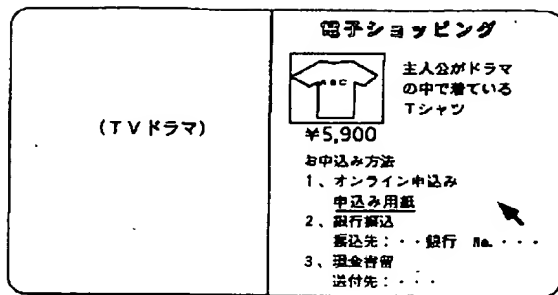 (TVドラマ)
電子ショッピング
ABC
主人公がドラマ
の中で着ている
Tシャツ
¥5,900
お申込み方法
1、オンライン申込み
申込み用紙
2、銀行振込
振込先:・・銀行 No.・・・
3、現金書留
送付先:・・・